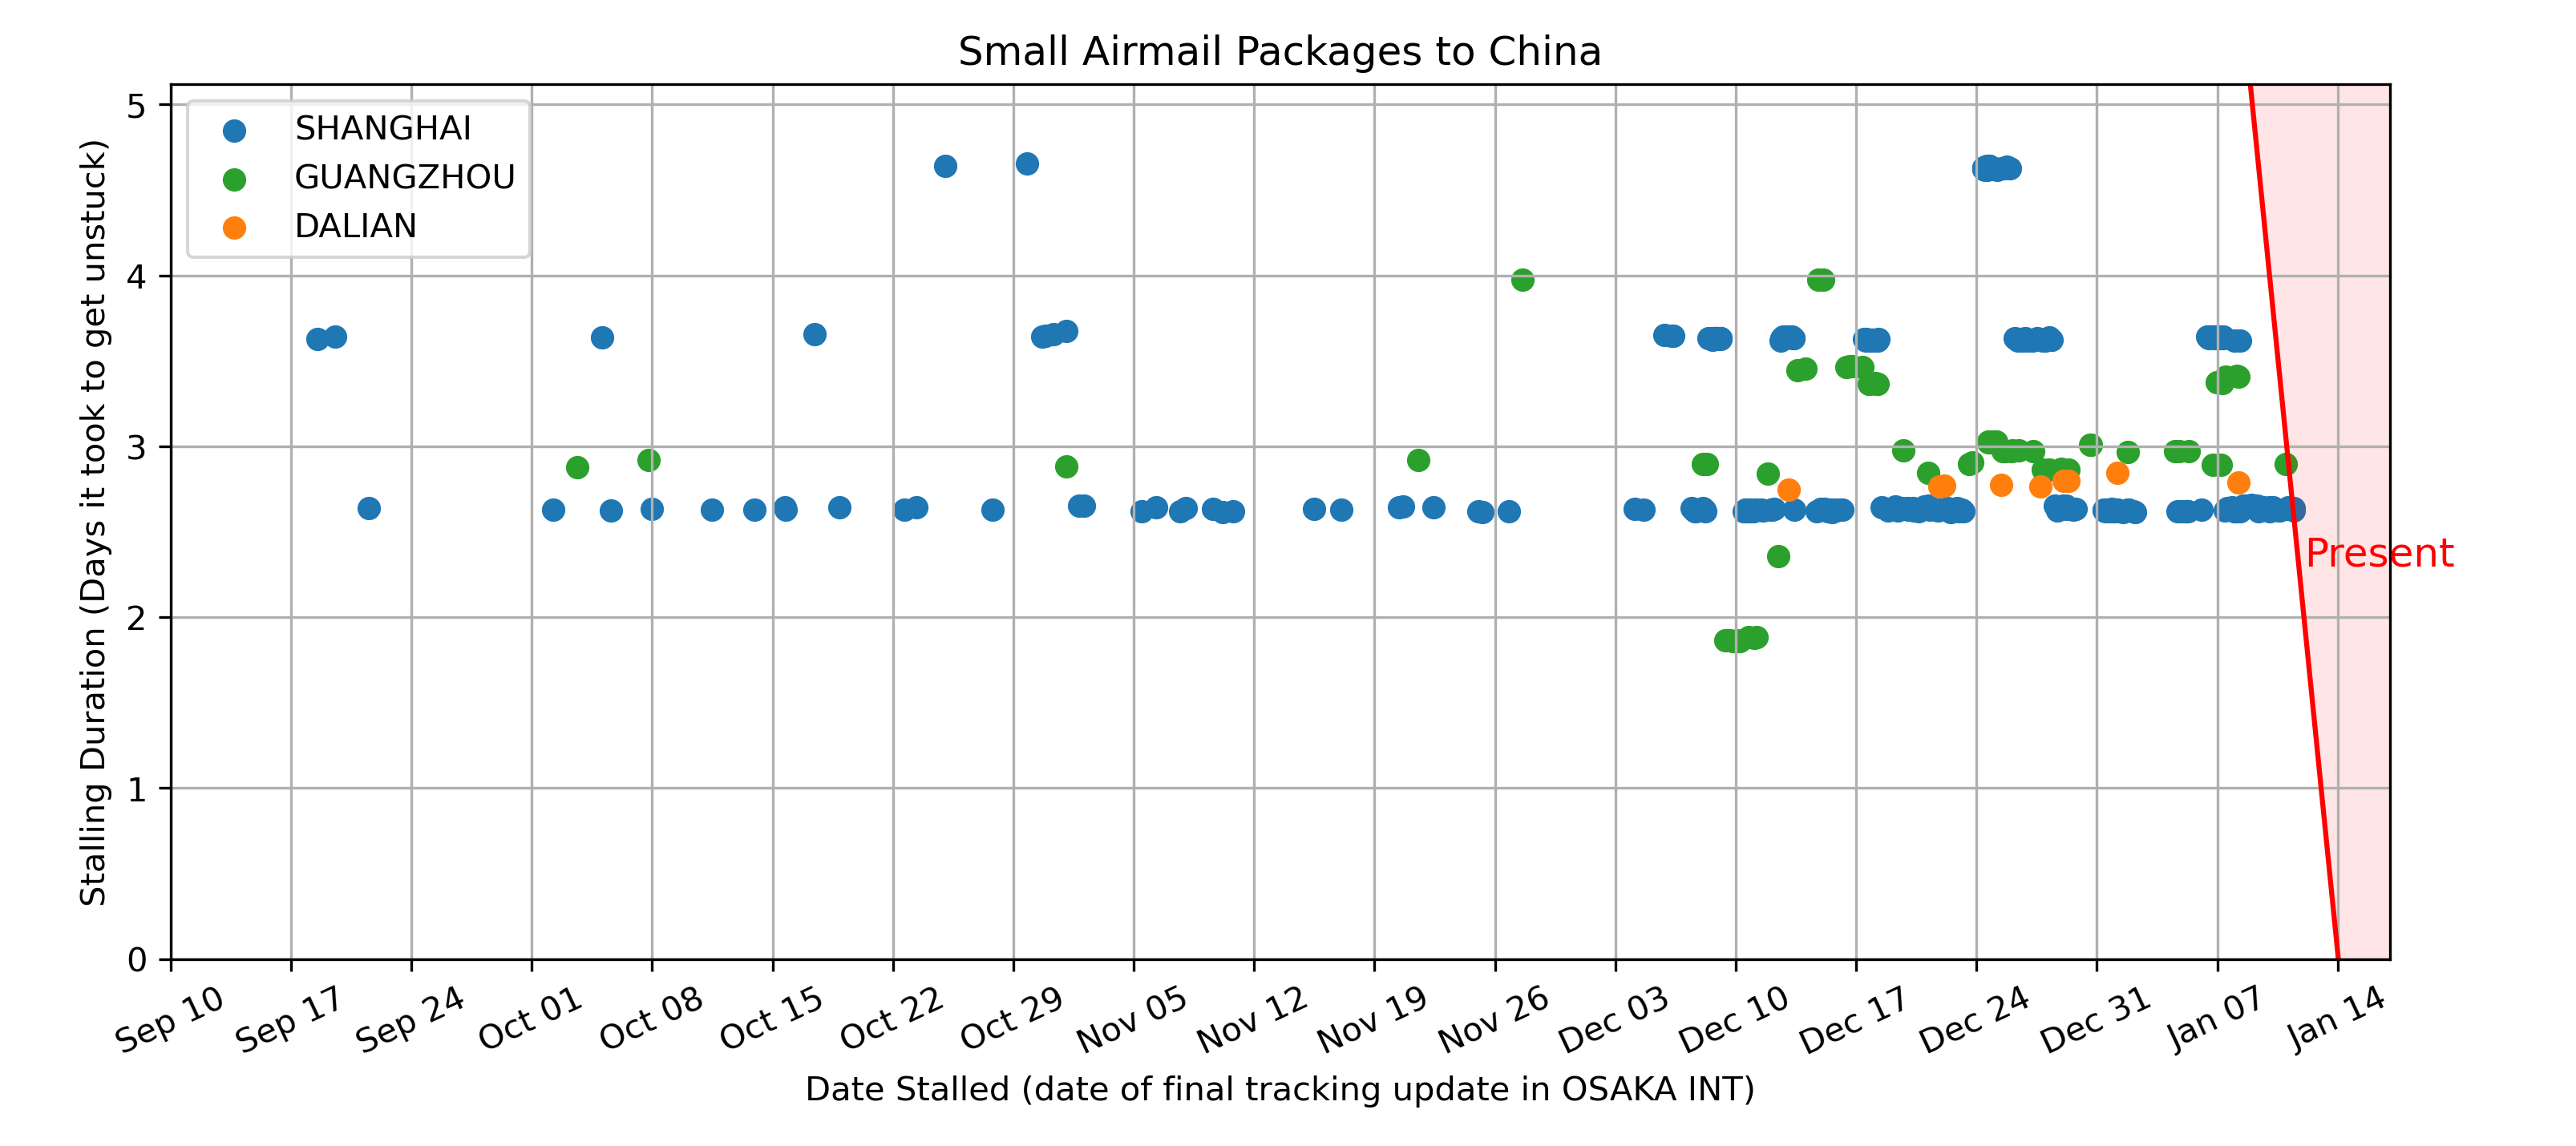 Small Airmail Packages to China
SHANGHAI
GUANGZHOU
DALIAN
Stalling Duration (Days it took to get unstuck)
5
4
3
2
1
0
Present
Sep 10
Sep 17
Sep 24
Oct 01
Oct 08
Oct 15
Oct 22
Oct 29
Nov 05
Nov 12
Nov 19
Nov 26
Dec 03
Dec 10
Dec 17
Dec 24
Dec 31
Jan 07
Jan 14
Date Stalled (date of final tracking update in OSAKA INT)